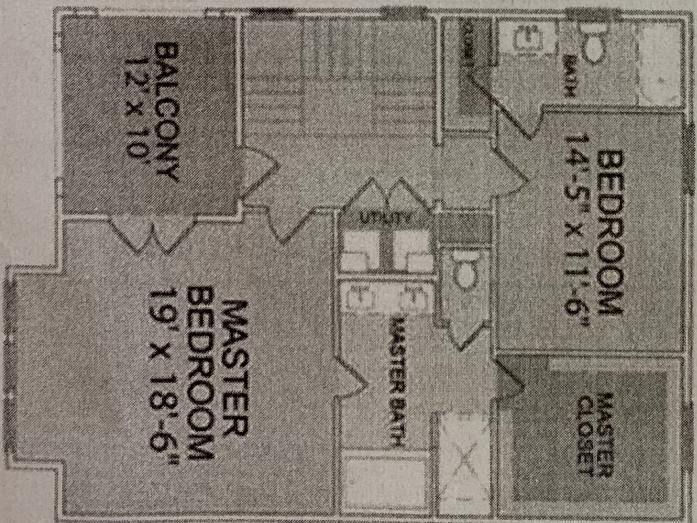 BALCONY
12' x 10'
CLOSET
BATH
BEDROOM
14'-5" x 11'-6"
UTILITY
MASTER
BEDROOM
19' x 18'-6"
MASTER BATH
MASTER
CLOSET